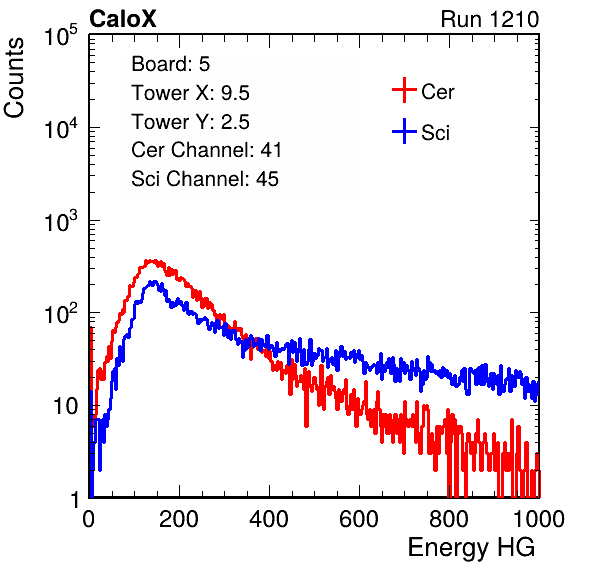 CaloX Run 1210
10^5
Board: 5
Tower X: 9.5
Cer
Tower Y: 2.5
Sci
Cer Channel: 41
Sci Channel: 45
Counts
10^4
10^3
10^2
10
1
0 200 400 600 800 1000
Energy HG